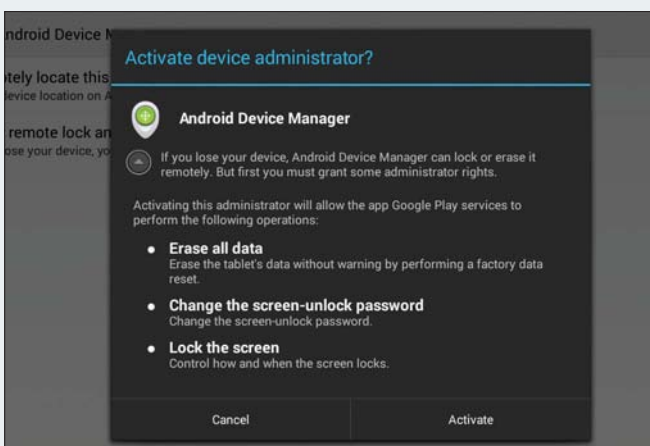 ndroid Device M
Activate device administrator?
tely locate this
device location on A
remote lock an
ose your device, yo
Android Device Manager
If you lose your device, Android Device Manager can lock or erase it
remotely. But first you must grant some administrator rights.
Activating this administrator will allow the app Google Play services to
perform the following operations:
Erase all data
Erase the tablet's data without warning by performing a factory data
reset.
Change the screen-unlock password
Change the screen-unlock password.
Lock the screen
Control how and when the screen locks.
Cancel
Activate